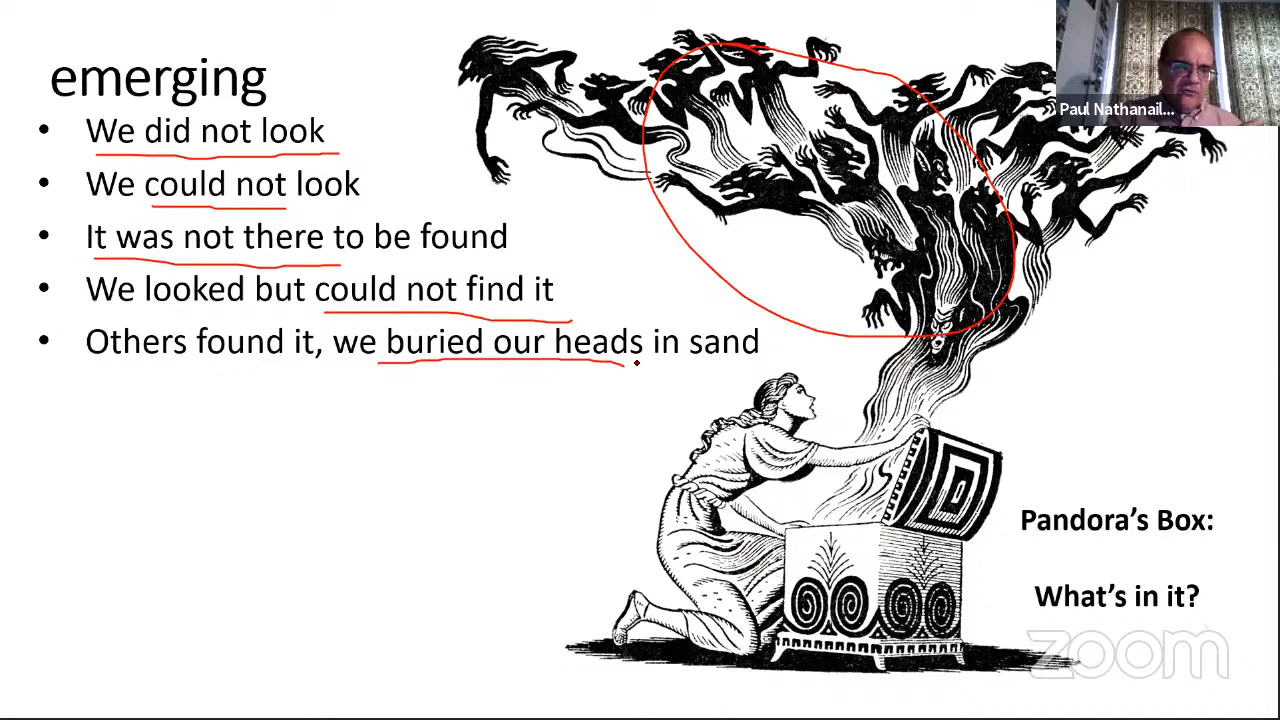 emerging
• We did not look
• We could not look
• It was not there to be found
• We looked but could not find it
• Others found it, we buried our heads in sand
Paul Nathanail...
Pandora's Box:
What's in it?
zoom